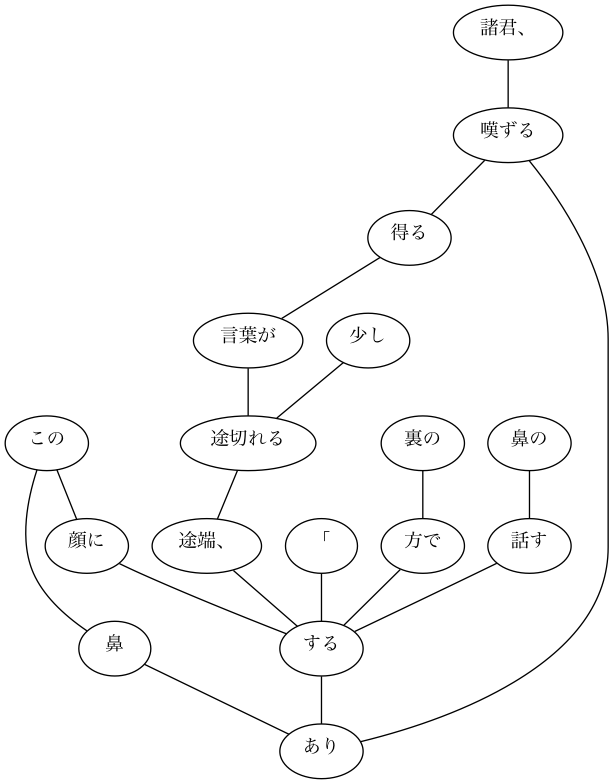 諸君、
嘆ずる
得る
言葉が
少し
この
途切れる
裏の
鼻の
顔に
途端、
「
方で
話す
鼻
する
あり